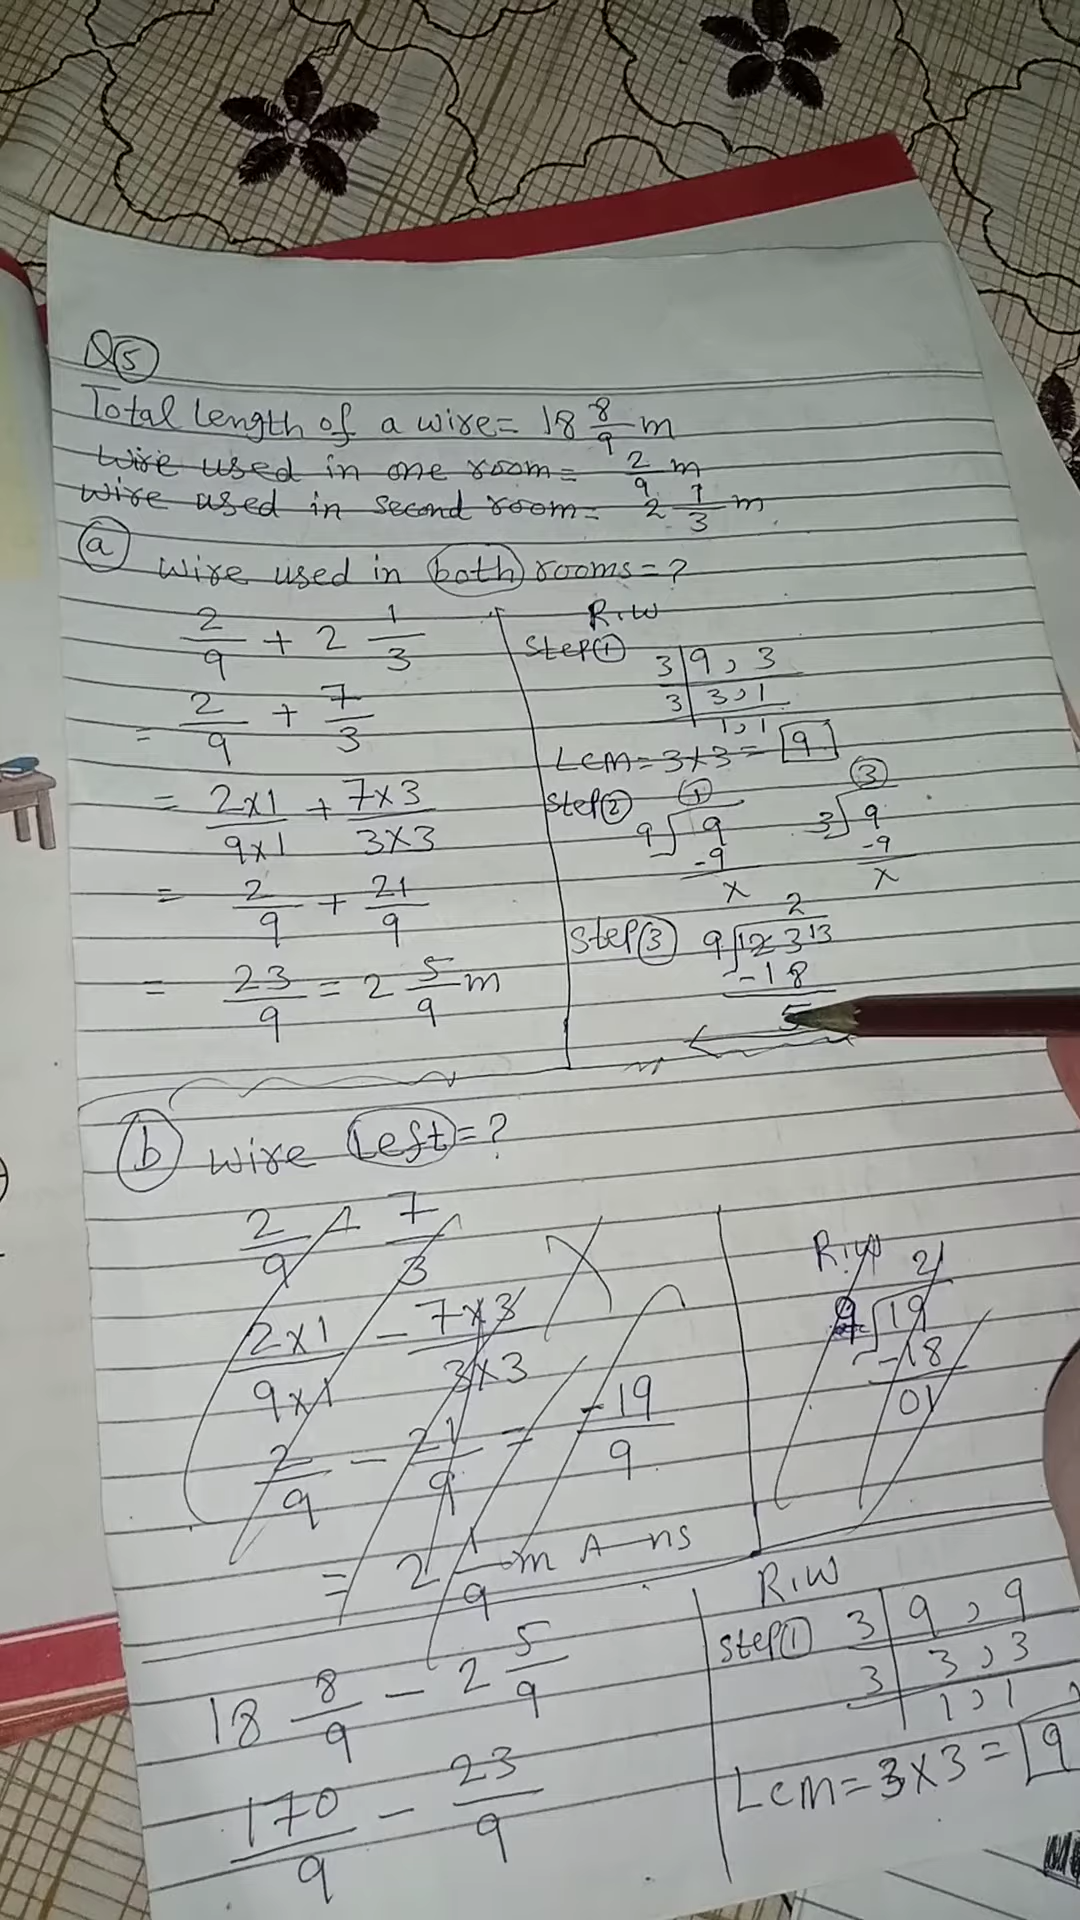 Q 5
Total Length of a wire = 18 8/9 m
wire used in one room = 2/9 m
wire used in second room = 2 1/3 m
a wire used in both rooms = ?
2/9 + 2 1/3
= 2/9 + 7/3
= 2x1/9x1 + 7x3/3x3
= 2/9 + 21/9
= 23/9 = 2 5/9 m
R.W
Step 1 3 | 9, 3
3 | 3, 1
1, 1
Lcm = 3x3 = 9
Step 2 1 3
9 9 3 9
-9 -9
x x
Step 3 2
-18
5
b wire Left = ?
2/9 7/3
2x1/9x1 - 7x3/3x3
2/9 - 21/9 = -19/9
= 2 1/9 m Ans
R.W
2
9 19
-18
01
18 8/9 - 2 5/9
170/9 - 23/9
R.W
Step 1 3 | 9, 9
3 | 3, 3
1, 1
Lcm = 3x3 = 9